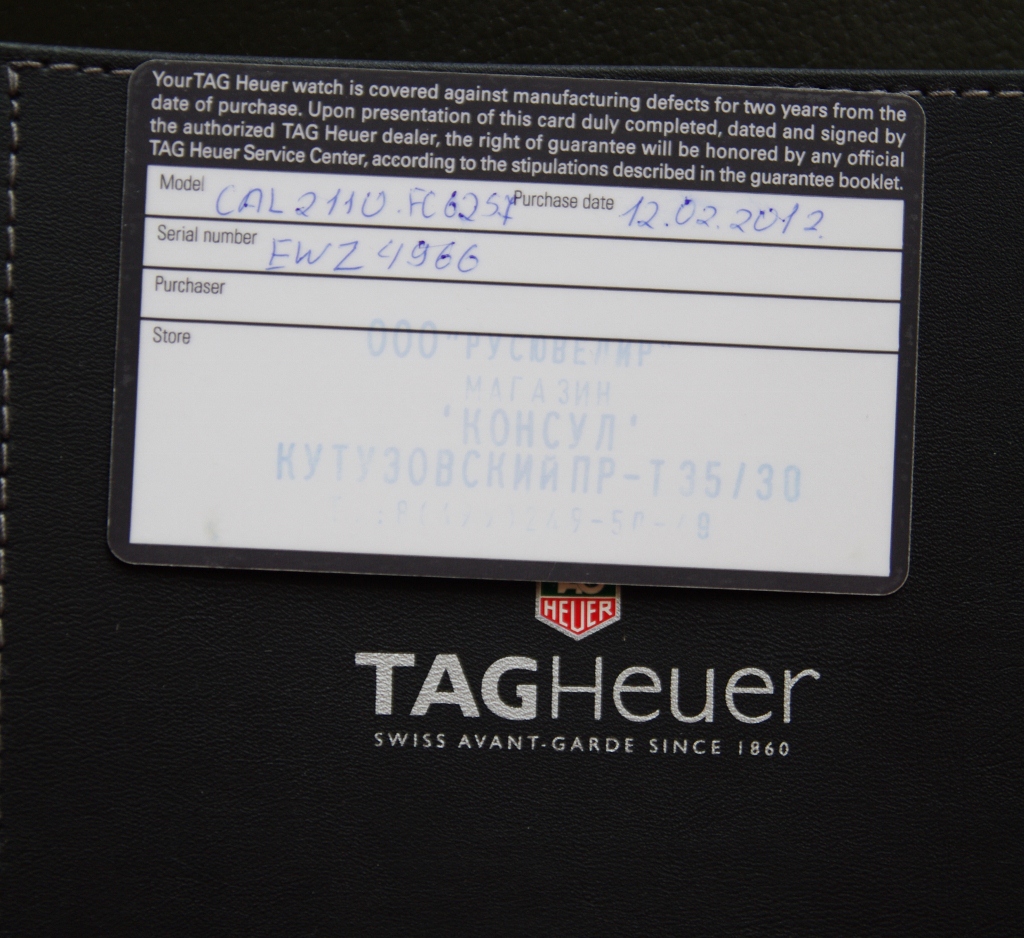 Your TAG Heuer watch is covered against manufacturing defects for two years from the
date of purchase. Upon presentation of this card duly completed, dated and signed by
the authorized TAG Heuer dealer, the right of guarantee will be honored by any official
TAG Heuer Service Center, according to the stipulations described in the guarantee booklet.
Model CAL2110.FC6257 Purchase date 12.02.2012
Serial number EWZ4966
Purchaser
Store
ООО "РУСЮВЕЛИР"
МАГАЗИН
"КОНСУЛ"
КУТУЗОВСКИЙ ПР-Т 35/30
HEUER
TAGHeuer
SWISS AVANT-GARDE SINCE 1860